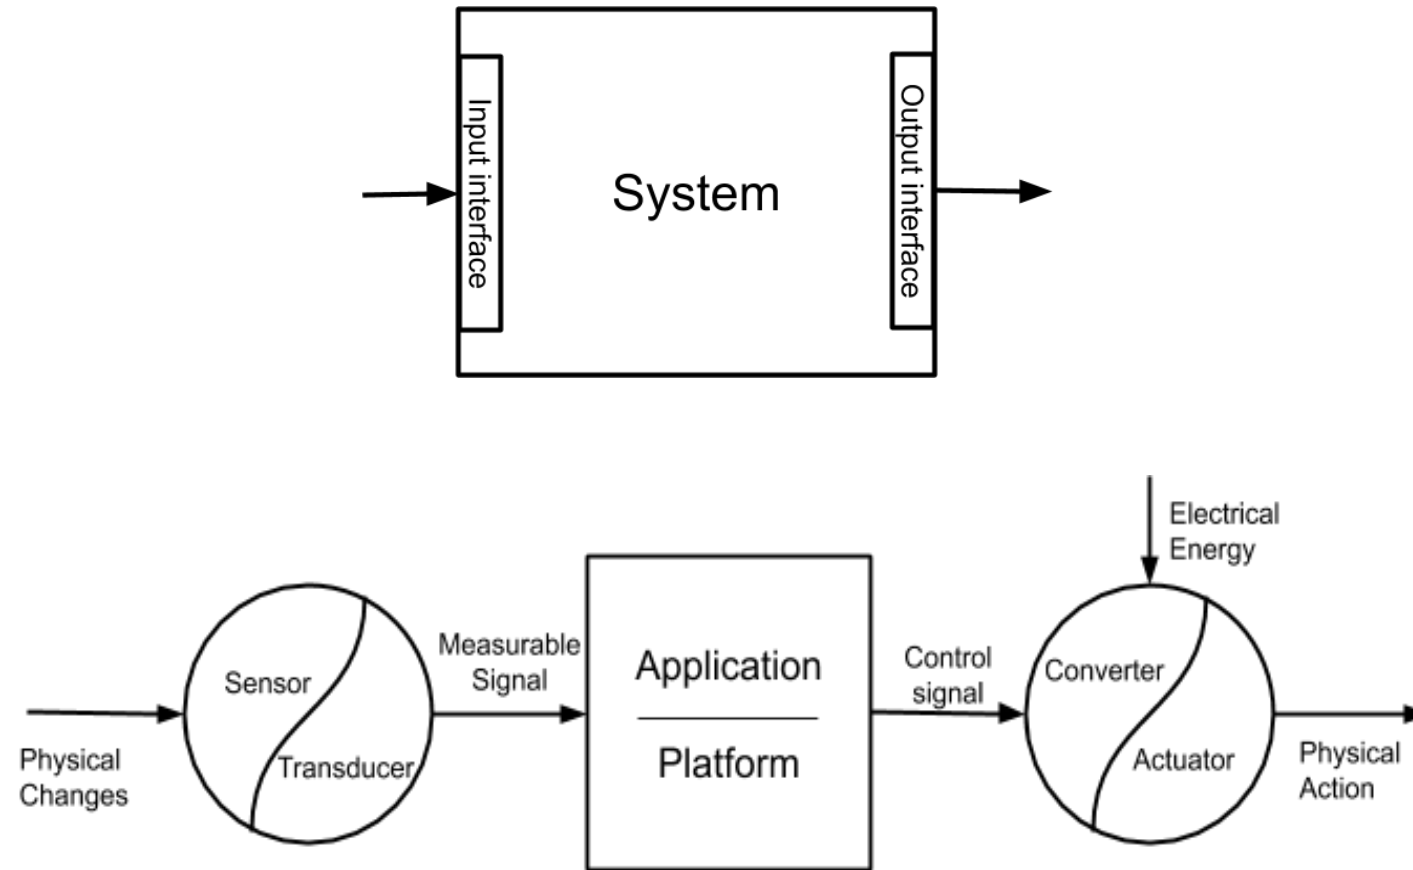 Input interface
System
Output interface
Electrical
Energy
Measurable
Signal
Application
Control
signal
Converter
Sensor
Transducer
Platform
Actuator
Physical
Changes
Physical
Action